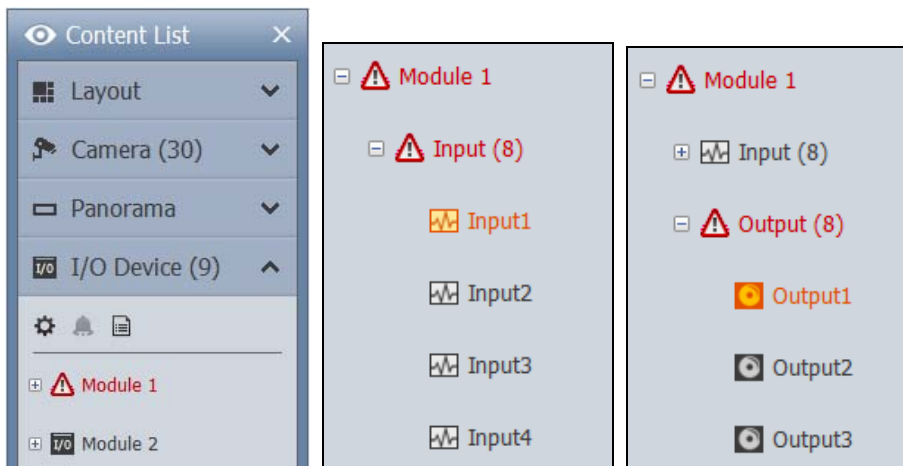 Content List
Layout
Camera (30)
Panorama
I/O Device (9)
Module 1
I/O Module 2
Module 1
Input (8)
Input1
Input2
Input3
Input4
Module 1
Input (8)
Output (8)
Output1
Output2
Output3